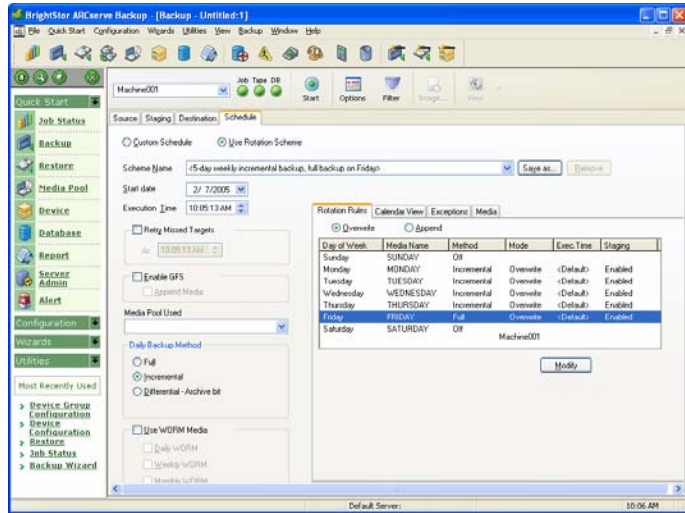 BrightStor ARCserve Backup - [Backup - Untitled:1]
File Quick Start Configuration Wizards Utilities View Backup Window Help
Machine001
Job Tape DB
Start Options Filter
Quick Start
Job Status
Backup
Restore
Media Pool
Device
Database
Report
Server Admin
Alert
Configuration
Wizards
Utilities
Most Recently Used
Device Group Configuration
Device Configuration
Restore
Job Status
Backup Wizard
Source Staging Destination Schedule
Custom Schedule Use Rotation Scheme
Scheme Name <5-day weekly incremental backup, full backup on Friday> Save as... Remove
Start date 2/ 7/2005
Execution Time 10:05:13 AM
Retry Missed Targets
At 10:05:13 AM
Enable GFS
Append Media
Media Pool Used
Daily Backup Method
Full
Incremental
Differential - Archive bit
Use WORM Media
Daily WORM
Weekly WORM
Monthly WORM
Rotation Rules Calendar View Exceptions Media
Overwrite Append
Day of Week Media Name Method Mode Exec.Time Staging
Sunday SUNDAY Off
Monday MONDAY Incremental Overwrite <Default> Enabled
Tuesday TUESDAY Incremental Overwrite <Default> Enabled
Wednesday WEDNESDAY Incremental Overwrite <Default> Enabled
Thursday THURSDAY Incremental Overwrite <Default> Enabled
Friday FRIDAY Full Overwrite <Default> Enabled
Saturday SATURDAY Off
Machine001
Modify
Default Server: 10:06 AM